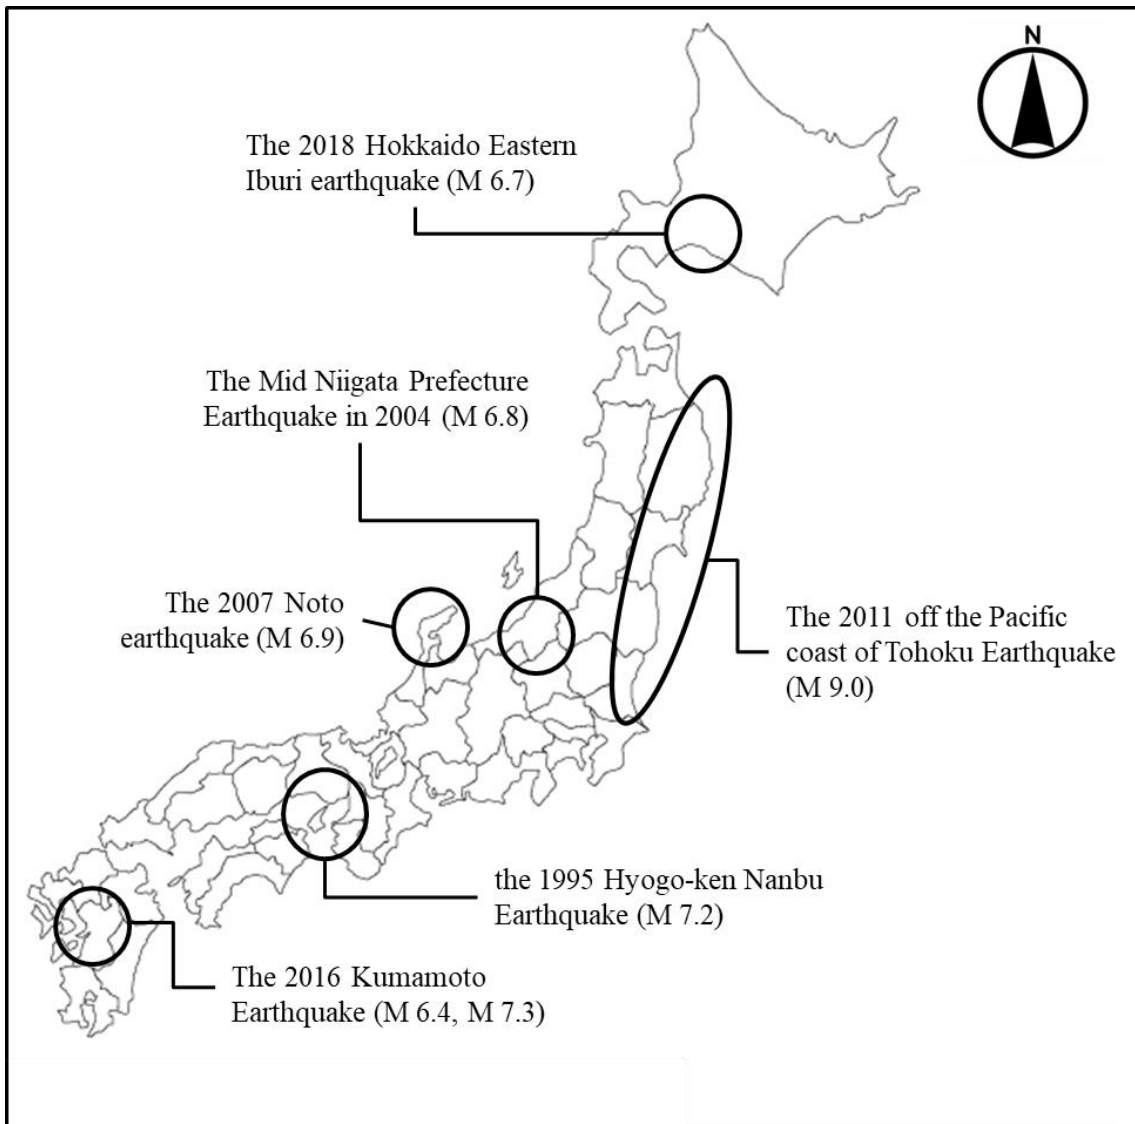 N
The 2018 Hokkaido Eastern
Iburi earthquake (M 6.7)
The Mid Niigata Prefecture
Earthquake in 2004 (M 6.8)
The 2007 Noto
earthquake (M 6.9)
The 2011 off the Pacific
coast of Tohoku Earthquake
(M 9.0)
the 1995 Hyogo-ken Nanbu
Earthquake (M 7.2)
The 2016 Kumamoto
Earthquake (M 6.4, M 7.3)